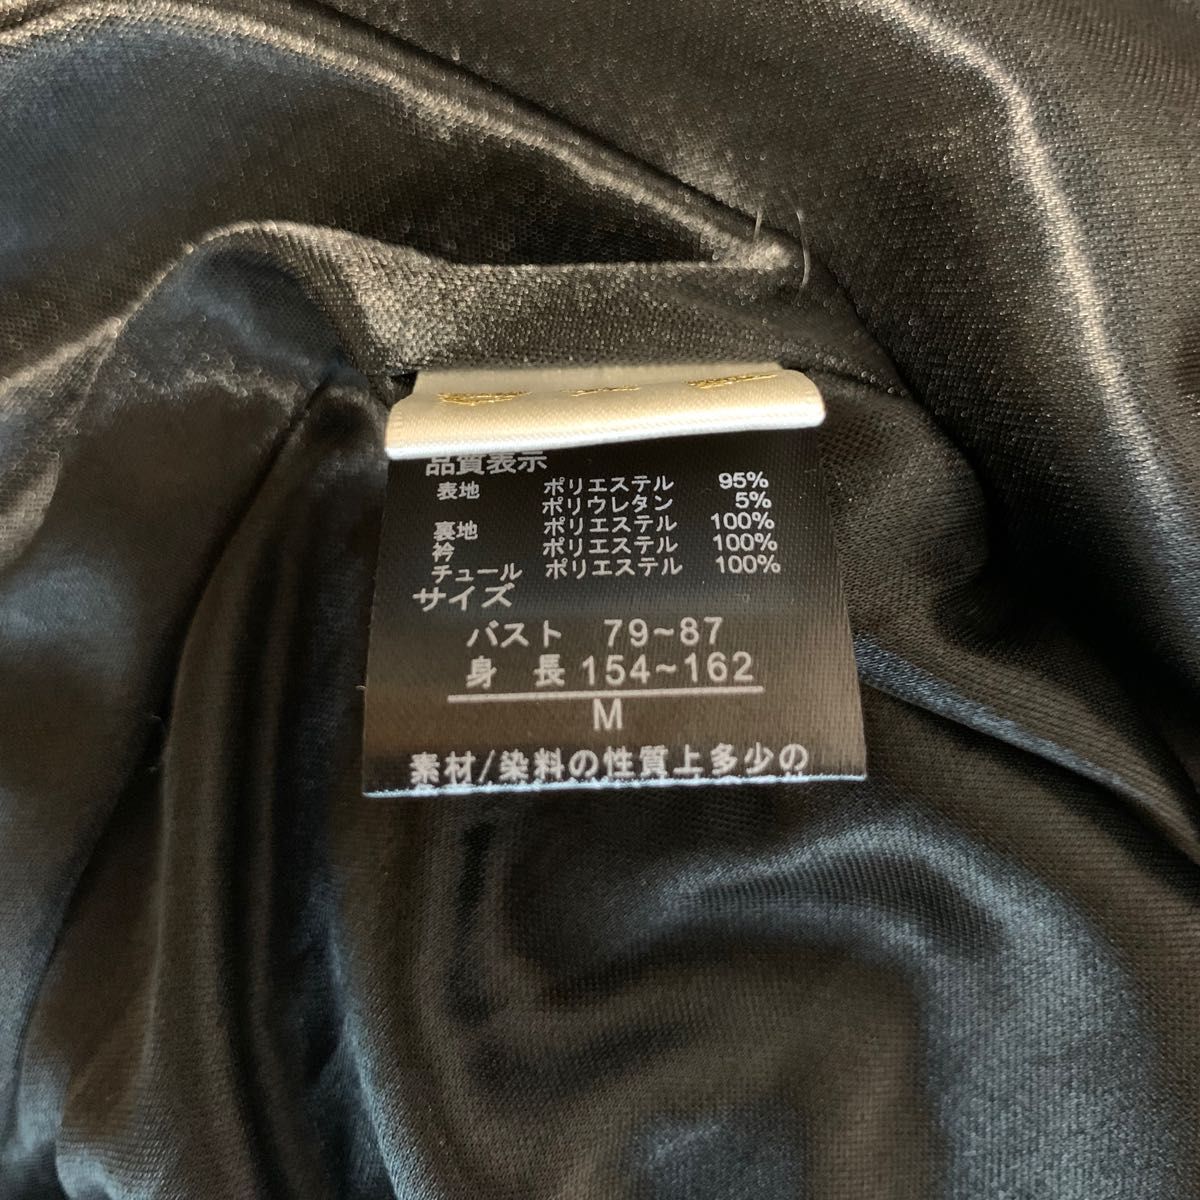 品質表示
表地 ポリエステル 95%
ポリウレタン 5%
裏地 ポリエステル 100%
衿 ポリエステル 100%
チュール ポリエステル 100%
サイズ
バスト 79~87
身 長 154~162
M
素材/染料の性質上多少の